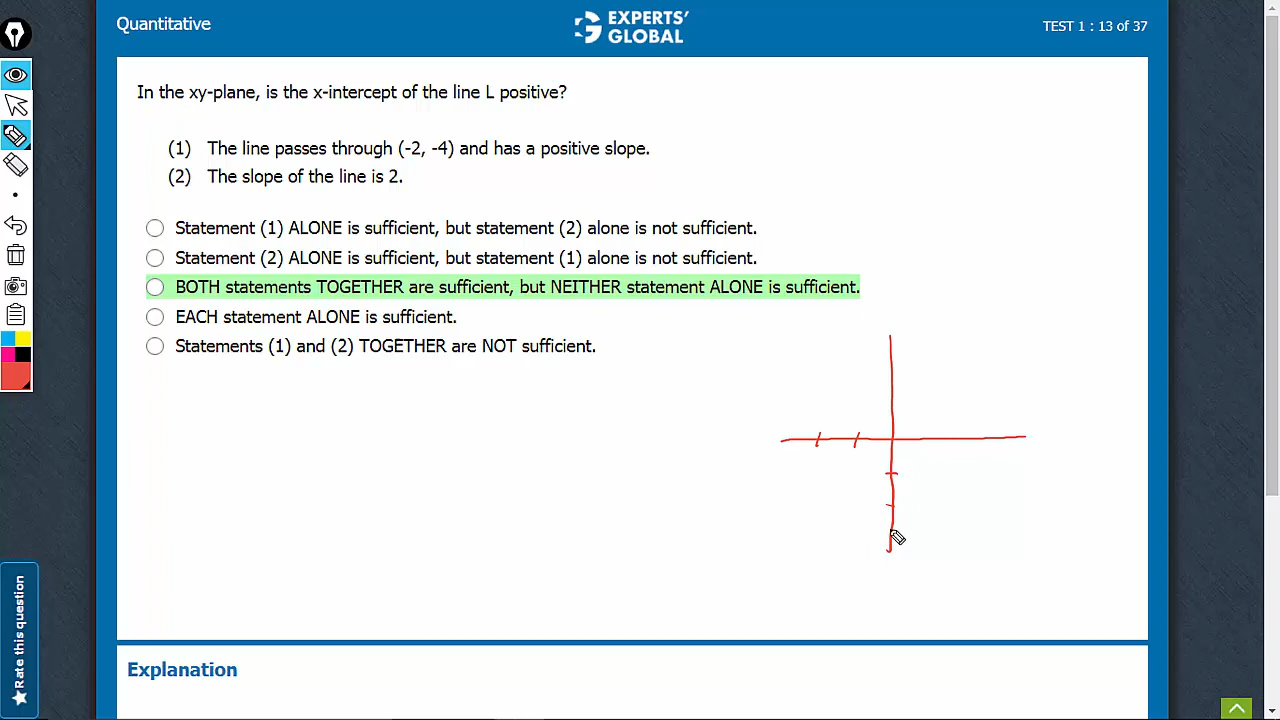 Quantitative
EXPERTS'
GLOBAL
TEST 1 : 13 of 37
In the xy-plane, is the x-intercept of the line L positive?
(1) The line passes through (-2, -4) and has a positive slope.
(2) The slope of the line is 2.
Statement (1) ALONE is sufficient, but statement (2) alone is not sufficient.
Statement (2) ALONE is sufficient, but statement (1) alone is not sufficient.
BOTH statements TOGETHER are sufficient, but NEITHER statement ALONE is sufficient.
EACH statement ALONE is sufficient.
Statements (1) and (2) TOGETHER are NOT sufficient.
Rate this question
Explanation